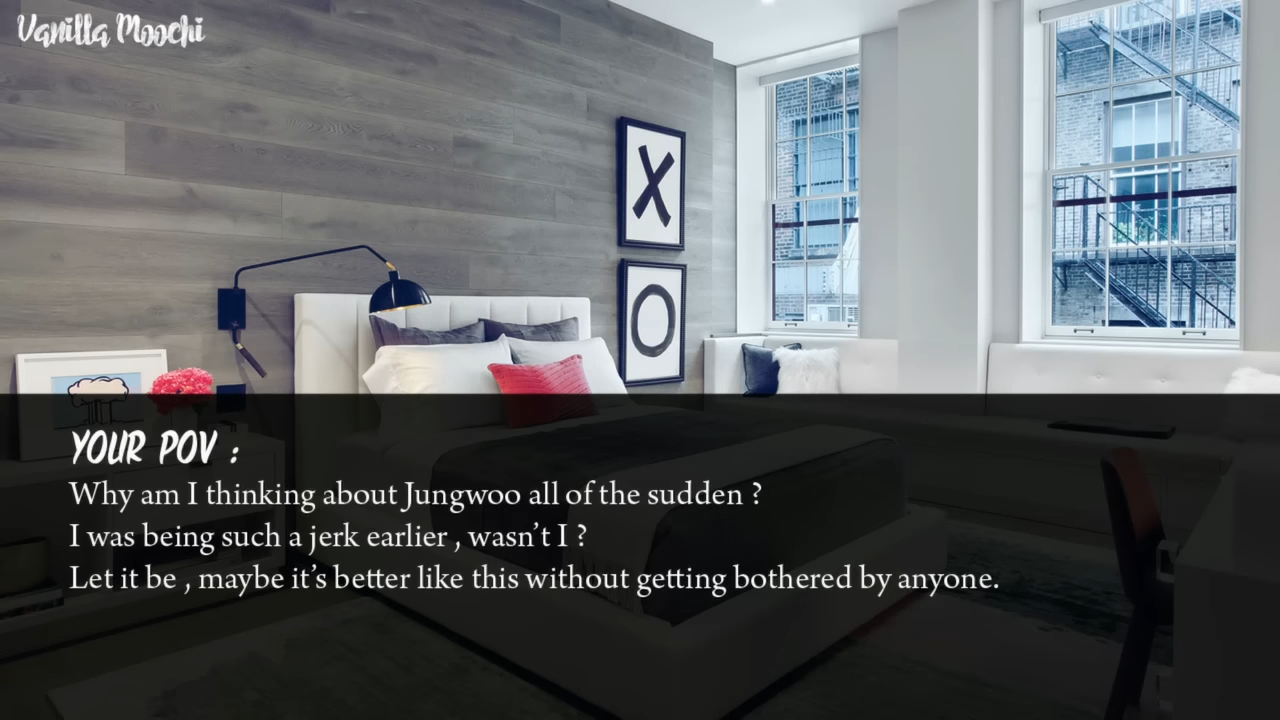 Vanilla Moochi
X
O
YOUR POV :
Why am I thinking about Jungwoo all of the sudden ?
I was being such a jerk earlier , wasn't I ?
Let it be , maybe it's better like this without getting bothered by anyone.